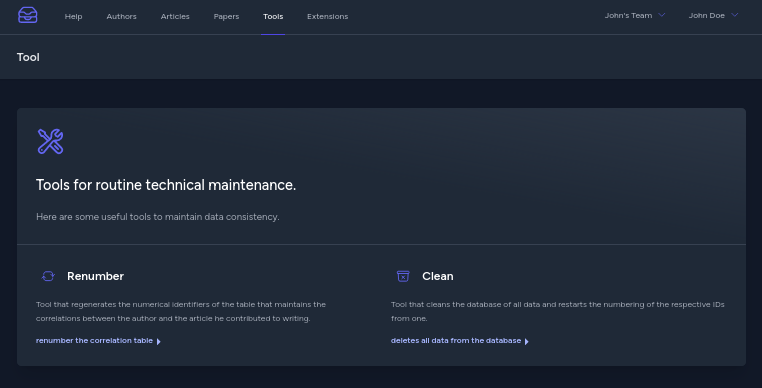 Help Authors Articles Papers Tools Extensions John's Team John Doe
Tool
Tools for routine technical maintenance.
Here are some useful tools to maintain data consistency.
Renumber
Tool that regenerates the numerical identifiers of the table that maintains the
correlations between the author and the article he contributed to writing.
renumber the correlation table
Clean
Tool that cleans the database of all data and restarts the numbering of the respective IDs
from one.
deletes all data from the database